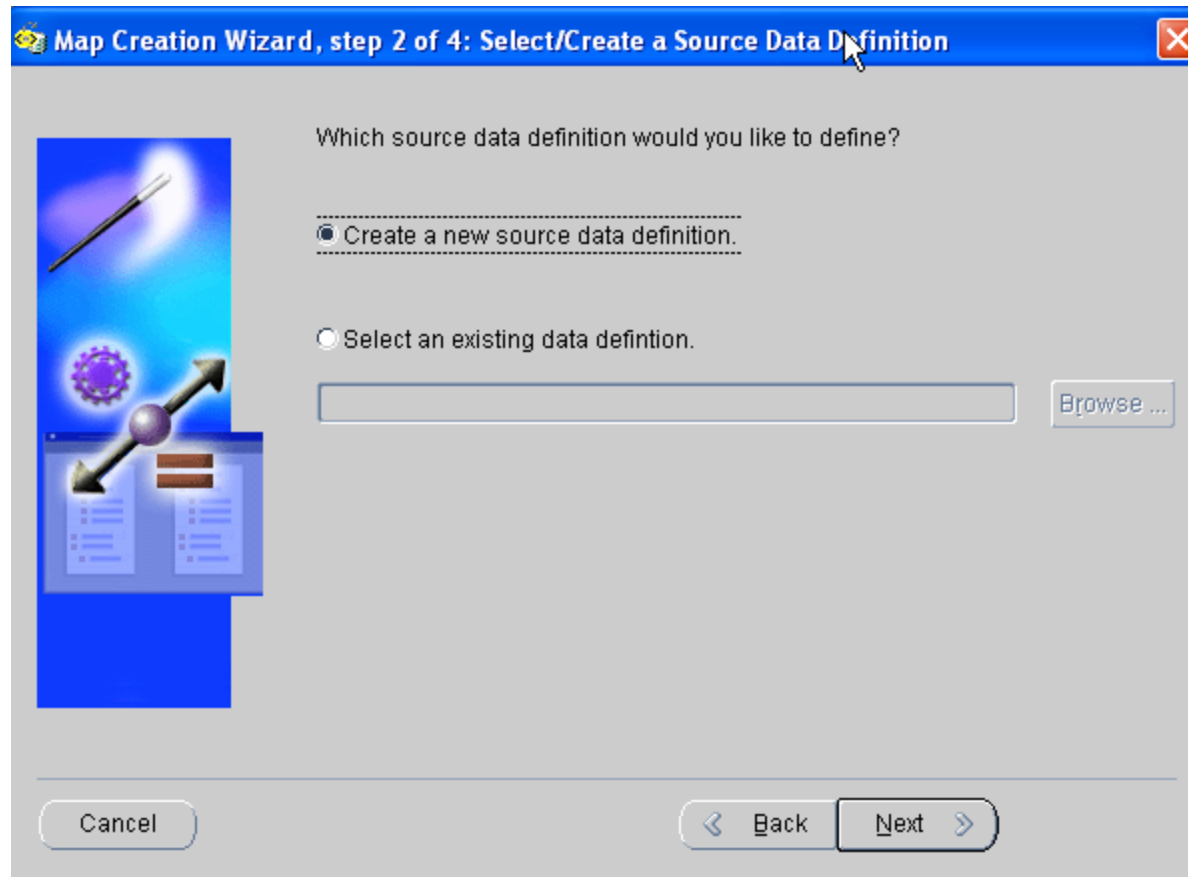 Map Creation Wizard, step 2 of 4: Select/Create a Source Data Definition
Which source data definition would you like to define?
Create a new source data definition.
Select an existing data defintion.
Browse ...
Cancel
Back
Next